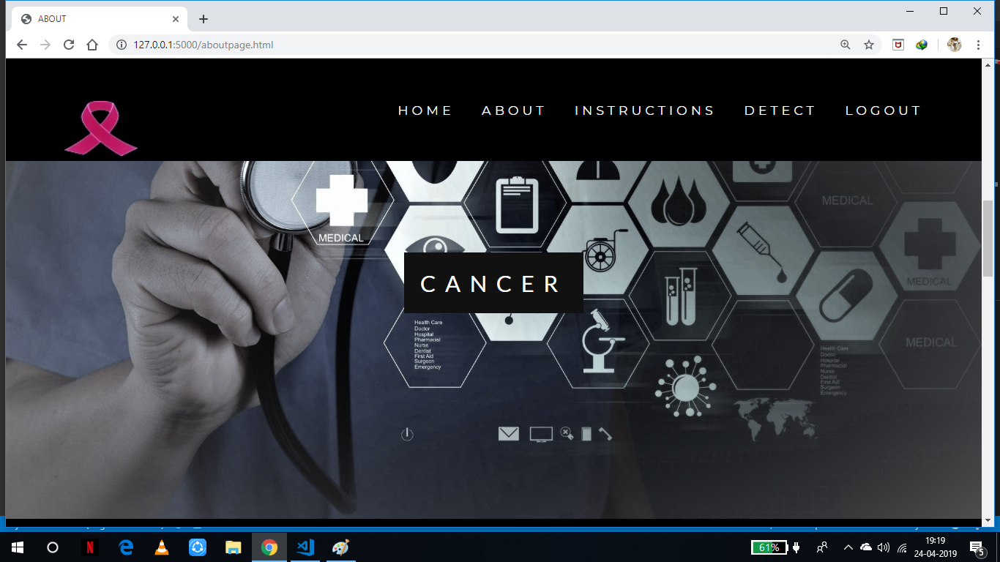 ABOUT
127.0.0.1:5000/aboutpage.html
HOME ABOUT INSTRUCTIONS DETECT LOGOUT
MEDICAL
MEDICAL
MEDICAL
CANCER
Health Care
Doctor
Hospital
Pharmacist
Nurse
Dentist
First Aid
Surgeon
Emergency
MEDICAL
Health Care
Doctor
Hospital
Pharmacist
Nurse
Dentist
First Aid
Surgeon
Emergency
61%
19:19
24-04-2019
5